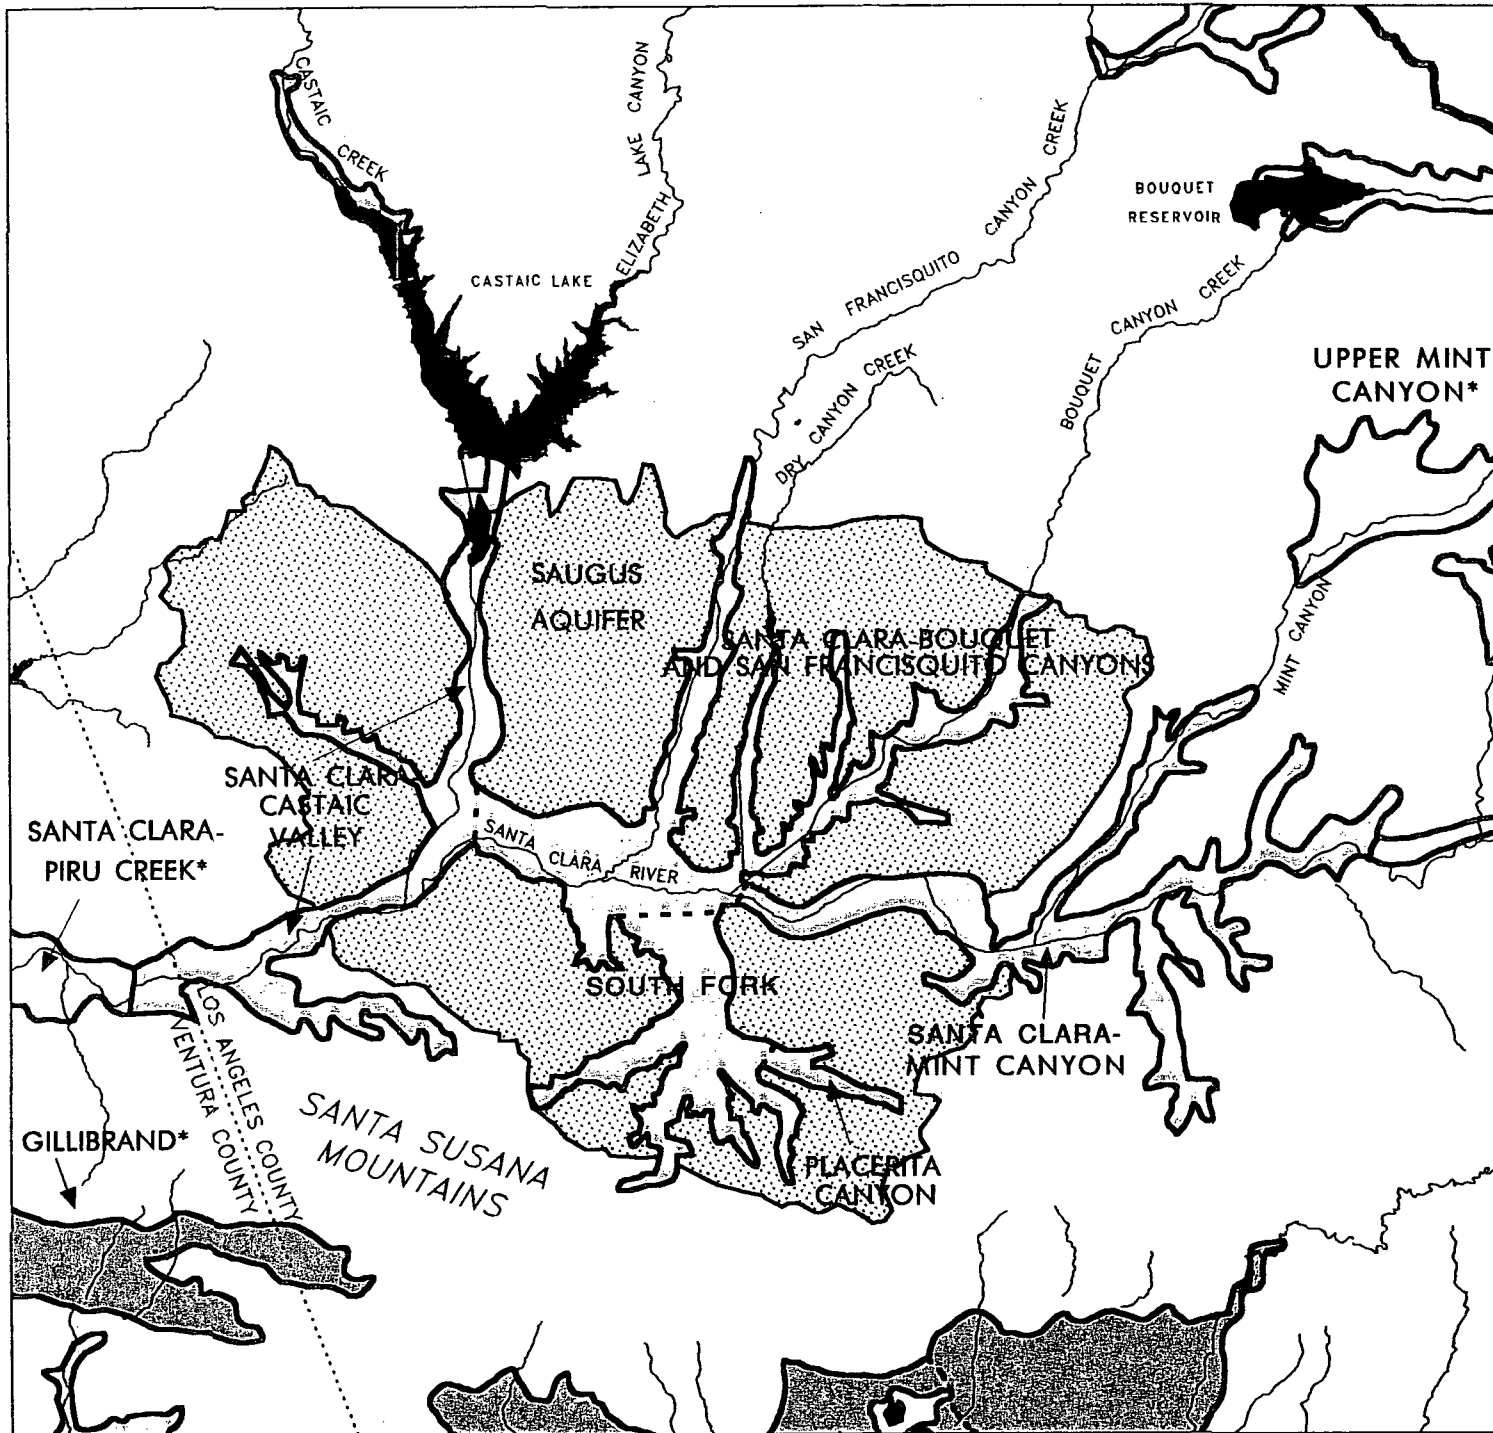 CASTAIC
CREEK
ELIZABETH
LAKE CANYON
CASTAIC LAKE
SAN FRANCISQUITO CANYON CREEK
DRY CANYON CREEK
BOUQUET CANYON CREEK
BOUQUET
RESERVOIR
UPPER MINT
CANYON*
MINT CANYON
SAUGUS
AQUIFER
SANTA CLARA-BOUQUET
AND SAN FRANCISQUITO CANYONS
SANTA CLARA-
CASTAIC
VALLEY
SANTA CLARA-
PIRU CREEK*
SANTA CLARA RIVER
SOUTH FORK
SANTA CLARA-
MINT CANYON
LOS ANGELES COUNTY
VENTURA COUNTY
SANTA SUSANA
MOUNTAINS
GILLIBRAND*
PLACERITA
CANYON